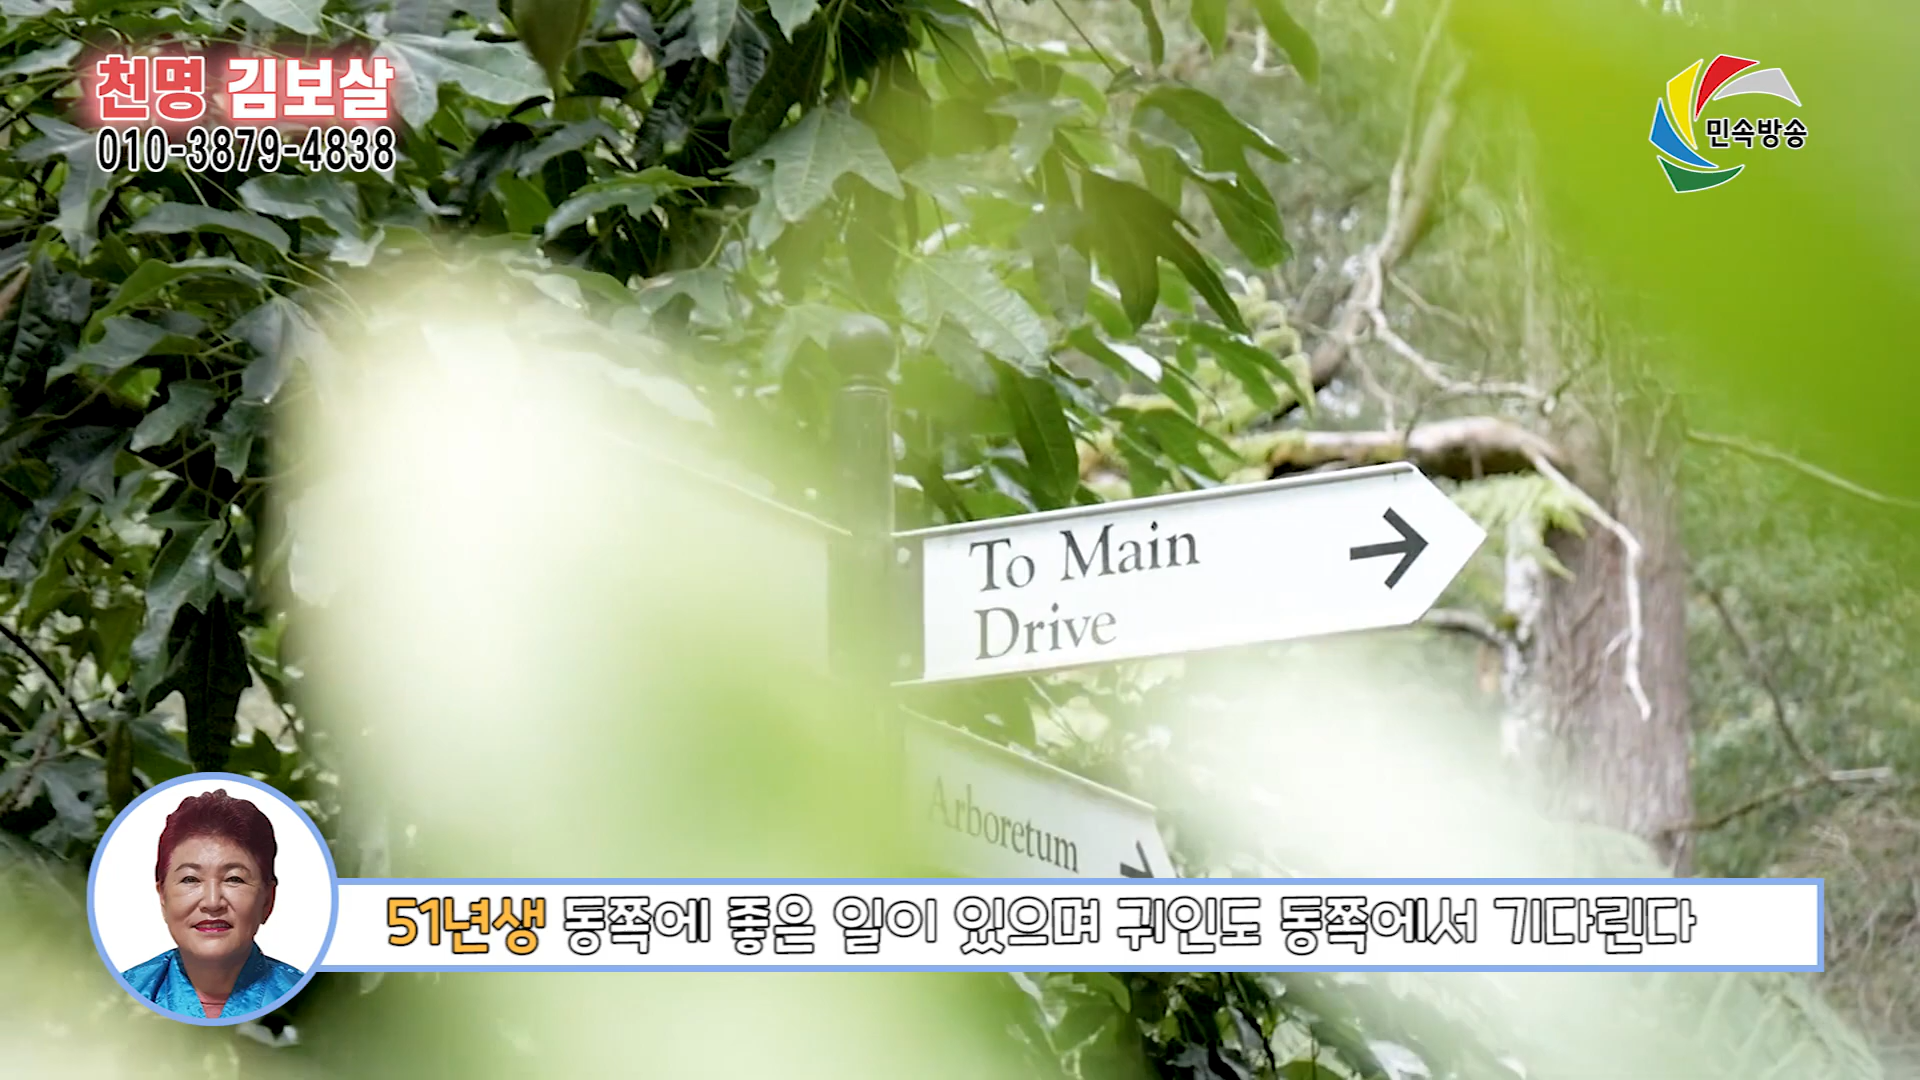 천명 김보살
010-3879-4838
민속방송
To Main
Drive
Arboretum
51년생 동쪽에 좋은 일이 있으며 귀인도 동쪽에서 기다린다